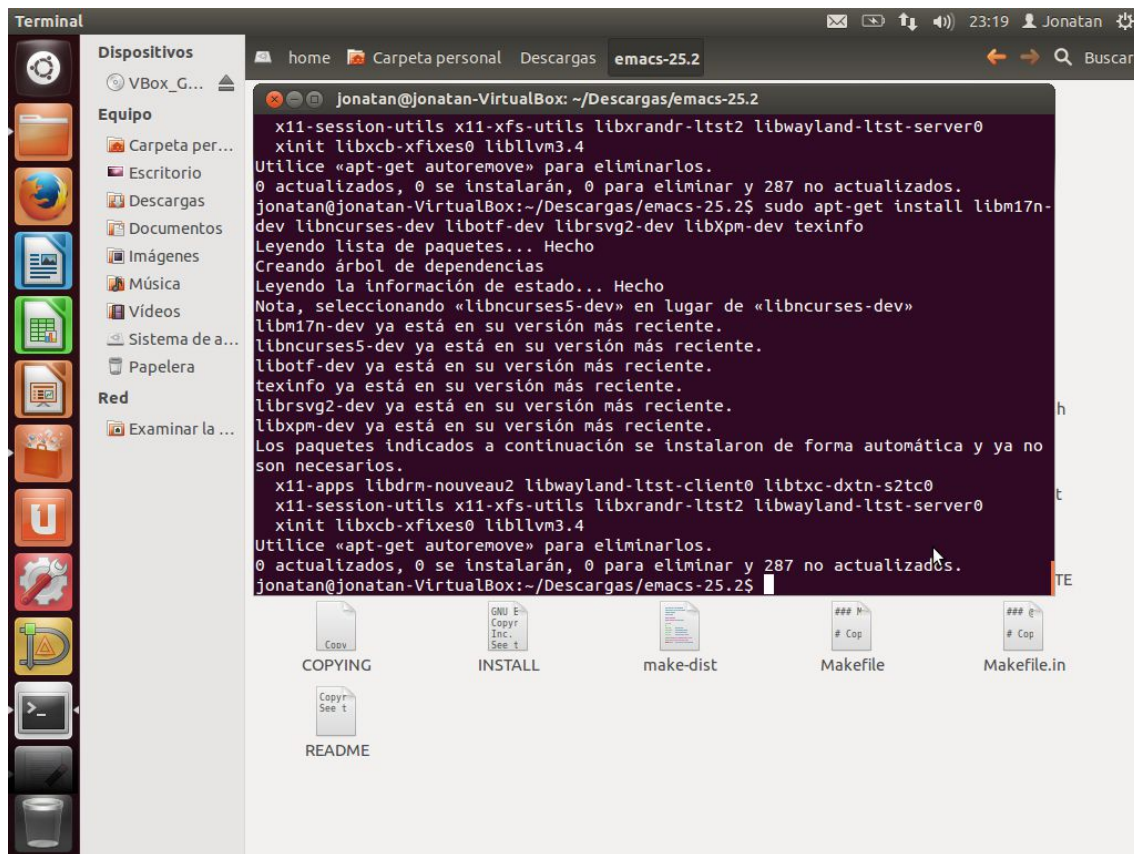 Terminal
23:19 Jonatan
Dispositivos
VBox_G...
Equipo
Carpeta per...
Escritorio
Descargas
Documentos
Imágenes
Música
Vídeos
Sistema de a...
Papelera
Red
Examinar la ...
home Carpeta personal Descargas emacs-25.2
Buscar
jonatan@jonatan-VirtualBox: ~/Descargas/emacs-25.2
x11-session-utils x11-xfs-utils libxrandr-ltst2 libwayland-ltst-server0
xinit libxcb-xfixes0 libllvm3.4
Utilice «apt-get autoremove» para eliminarlos.
0 actualizados, 0 se instalarán, 0 para eliminar y 287 no actualizados.
jonatan@jonatan-VirtualBox:~/Descargas/emacs-25.2$ sudo apt-get install libm17n-
dev libncurses-dev libotf-dev librsvg2-dev libXpm-dev texinfo
Leyendo lista de paquetes... Hecho
Creando árbol de dependencias
Leyendo la información de estado... Hecho
Nota, seleccionando «libncurses5-dev» en lugar de «libncurses-dev»
libm17n-dev ya está en su versión más reciente.
libncurses5-dev ya está en su versión más reciente.
libotf-dev ya está en su versión más reciente.
texinfo ya está en su versión más reciente.
librsvg2-dev ya está en su versión más reciente.
libxpm-dev ya está en su versión más reciente.
Los paquetes indicados a continuación se instalaron de forma automática y ya no
son necesarios.
x11-apps libdrm-nouveau2 libwayland-ltst-client0 libtxc-dxtn-s2tc0
x11-session-utils x11-xfs-utils libxrandr-ltst2 libwayland-ltst-server0
xinit libxcb-xfixes0 libllvm3.4
Utilice «apt-get autoremove» para eliminarlos.
0 actualizados, 0 se instalarán, 0 para eliminar y 287 no actualizados.
jonatan@jonatan-VirtualBox:~/Descargas/emacs-25.2$
h
t
TE
Copy
COPYING
GNU E
Copyr
Inc.
See t
INSTALL
make-dist
### M
# Cop
Makefile
### @
# Cop
Makefile.in
Copyr
See t
README